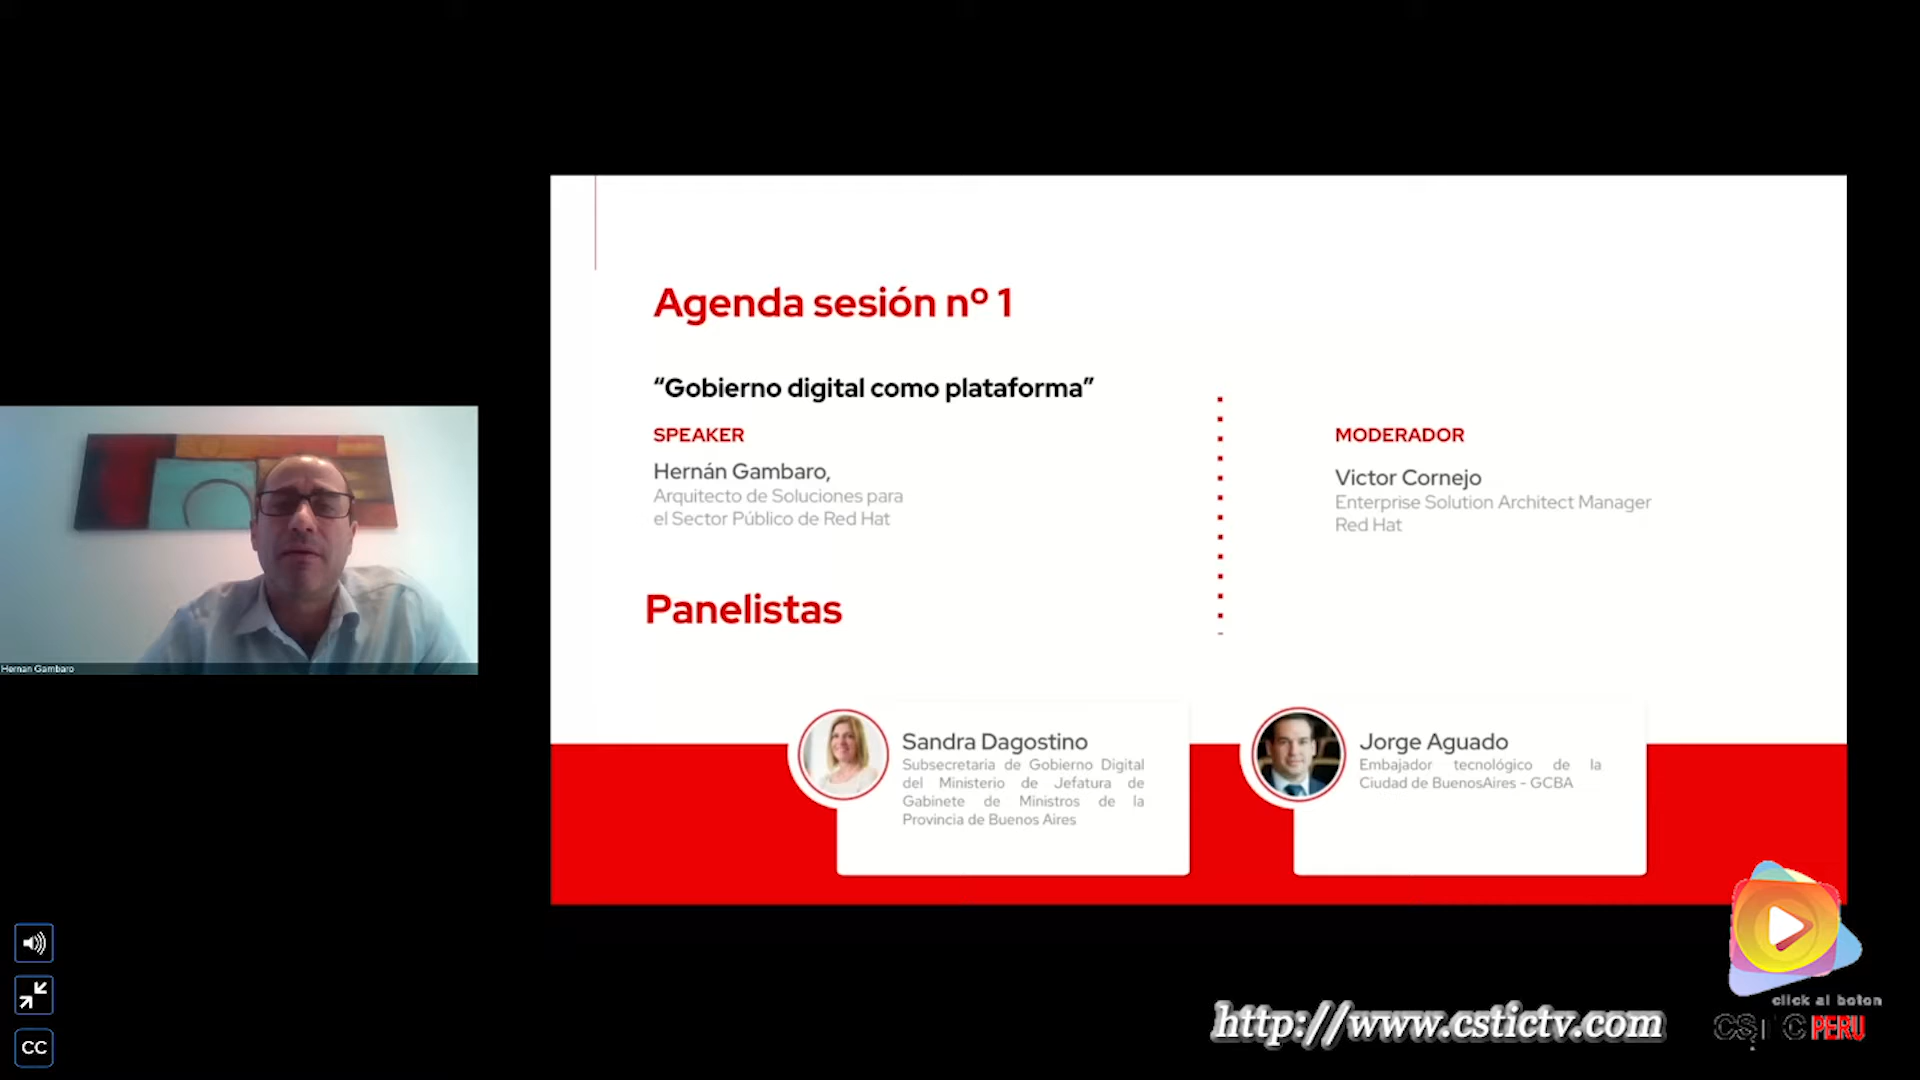 Agenda sesión nº 1
“Gobierno digital como plataforma”
SPEAKER
Hernán Gambaro,
Arquitecto de Soluciones para
el Sector Público de Red Hat
MODERADOR
Victor Cornejo
Enterprise Solution Architect Manager
Red Hat
Panelistas
Sandra Dagostino
Subsecretaria de Gobierno Digital
del Ministerio de Jefatura de
Gabinete de Ministros de la
Provincia de Buenos Aires
Jorge Aguado
Embajador tecnológico de la
Ciudad de BuenosAires - GCBA
Hernan Gambaro
CC
http://www.cstictv.com
click al boton
CSTIC PERU